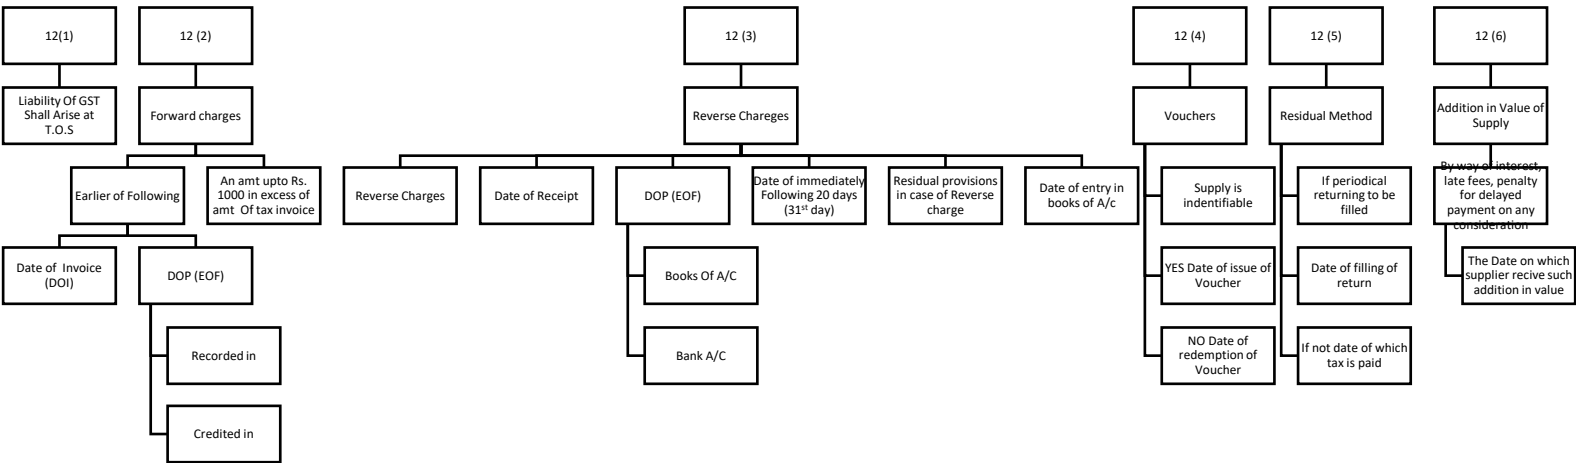 12(1)
12 (2)
12 (3)
12 (4)
12 (5)
12 (6)
Liability Of GST
Shall Arise at
T.O.S
Forward charges
Reverse Chareges
Vouchers
Residual Method
Addition in Value of
Supply
Earlier of Following
An amt upto Rs.
1000 in excess of
amt Of tax invoice
Reverse Charges
Date of Receipt
DOP (EOF)
Date of immediately
Following 20 days
(31st day)
Residual provisions
in case of Reverse
charge
Date of entry in
books of A/c
Supply is
indentifiable
If periodical
returning to be
filled
By way of interest,
late fees, penalty
for delayed
payment on any
consideration
Date of Invoice
(DOI)
DOP (EOF)
Books Of A/C
YES Date of issue of
Voucher
Date of filling of
return
The Date on which
supplier recive such
addition in value
Recorded in
Bank A/C
NO Date of
redemption of
Voucher
If not date of which
tax is paid
Credited in